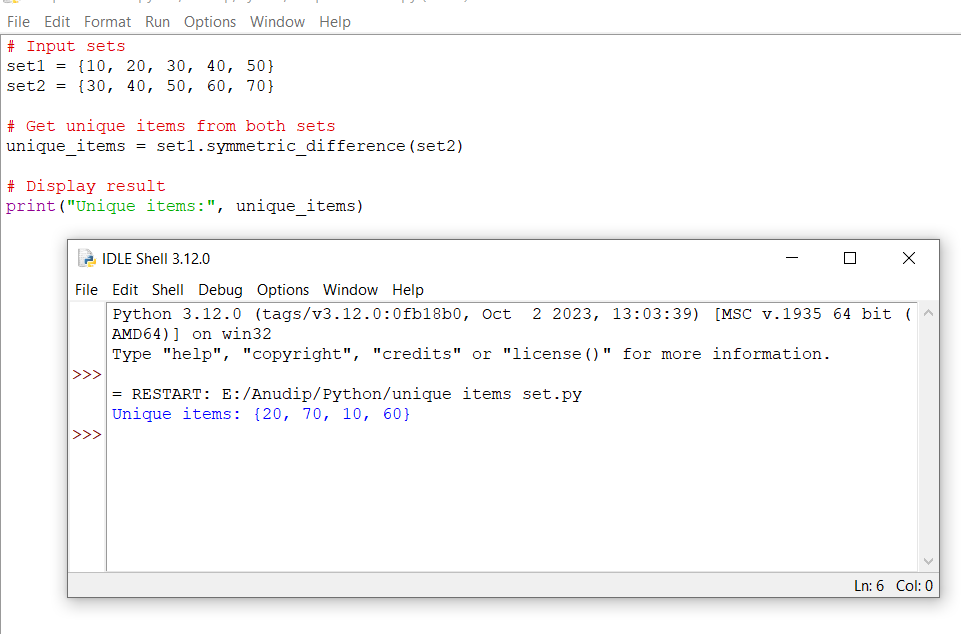 File Edit Format Run Options Window Help
# Input sets
set1 = {10, 20, 30, 40, 50}
set2 = {30, 40, 50, 60, 70}
# Get unique items from both sets
unique_items = set1.symmetric_difference(set2)
# Display result
print("Unique items:", unique_items)
IDLE Shell 3.12.0
File Edit Shell Debug Options Window Help
Python 3.12.0 (tags/v3.12.0:0fb18b0, Oct  2 2023, 13:03:39) [MSC v.1935 64 bit (
AMD64)] on win32
Type "help", "copyright", "credits" or "license()" for more information.
>>>
= RESTART: E:/Anudip/Python/unique items set.py
Unique items: {20, 70, 10, 60}
>>>
Ln: 6 Col: 0